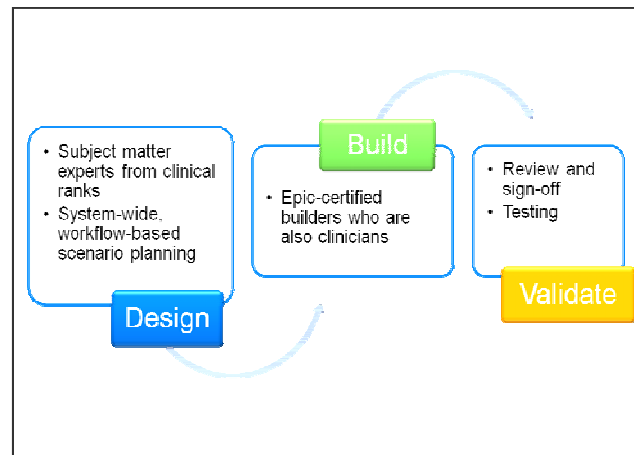 • Subject matter
experts from clinical
ranks
• System-wide,
workflow-based
scenario planning
Design
Build
• Epic-certified
builders who are
also clinicians
• Review and
sign-off
• Testing
Validate